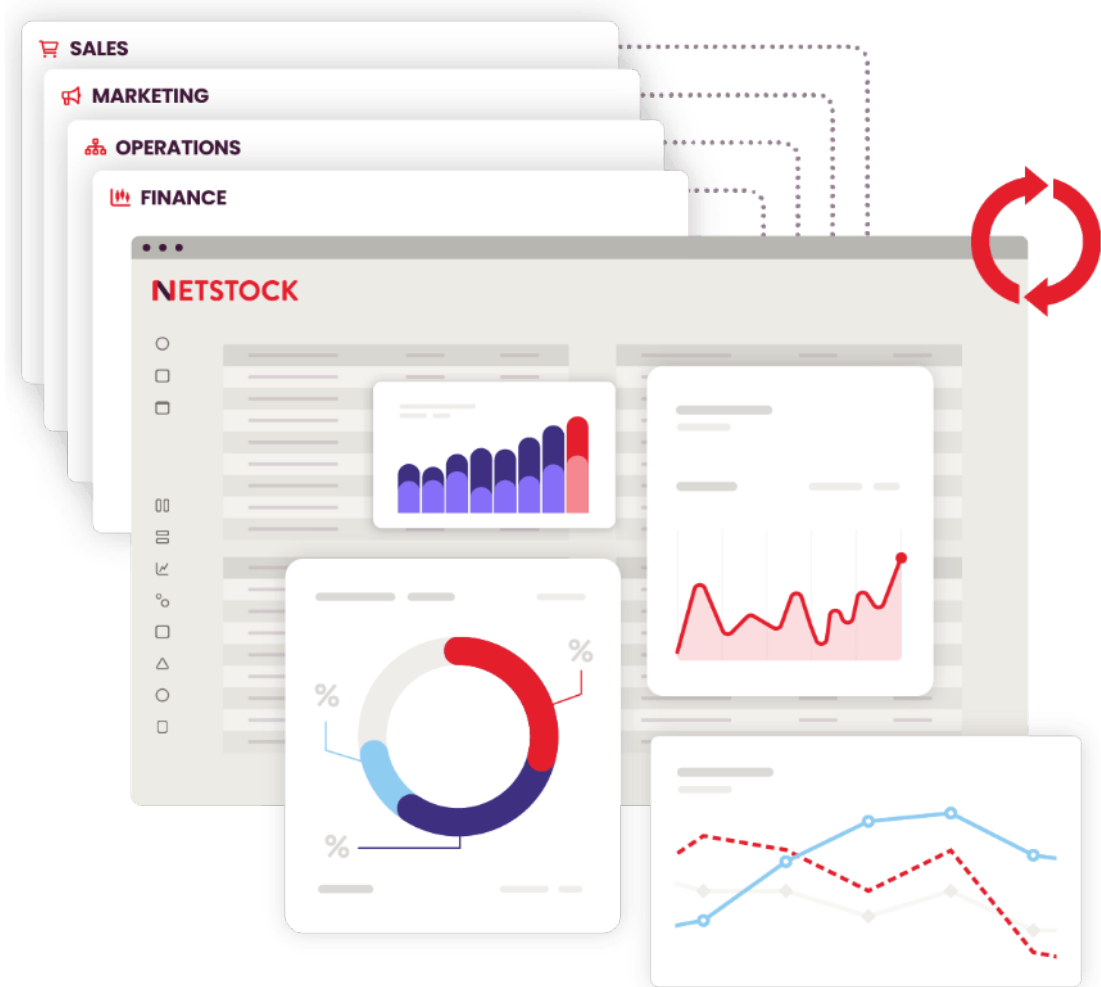 SALES
MARKETING
OPERATIONS
FINANCE
NETSTOCK
%
%
%